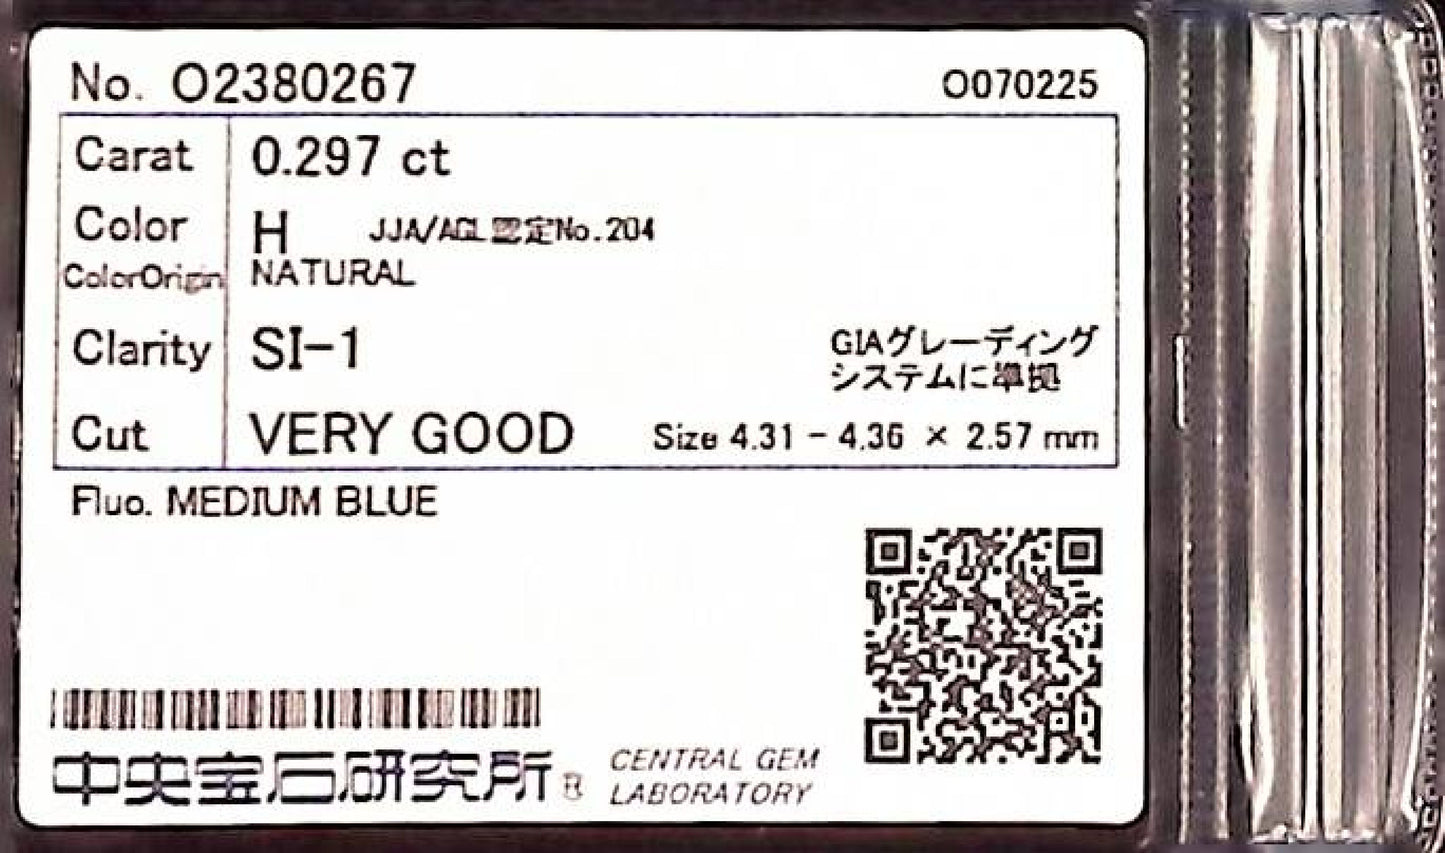 No. O2380267 O070225
Carat 0.297 ct
Color H JJA/AGL認定No.204
ColorOrigin NATURAL
Clarity SI-1 GIAグレーディング
システムに準拠
Cut VERY GOOD Size 4.31 - 4.36 × 2.57 mm
Fluo. MEDIUM BLUE
中央宝石研究所® CENTRAL GEM
LABORATORY